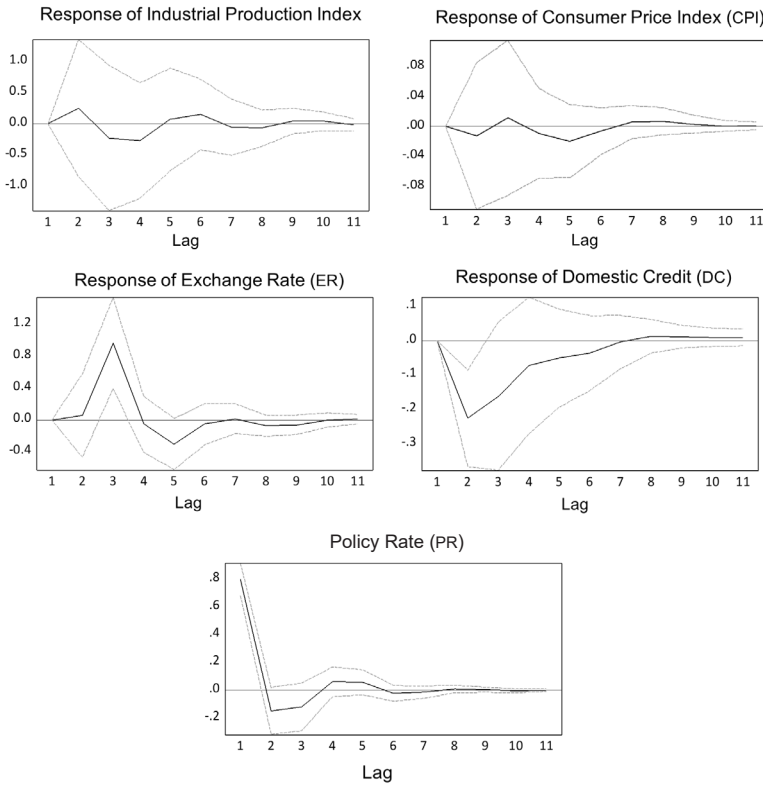 Response of Industrial Production Index
1.0
0.5
0.0
-0.5
-1.0
1 2 3 4 5 6 7 8 9 10 11
Lag
Response of Consumer Price Index (CPI)
.08
.04
.00
-.04
-.08
1 2 3 4 5 6 7 8 9 10 11
Lag
Response of Exchange Rate (ER)
1.2
0.8
0.4
0.0
-0.4
1 2 3 4 5 6 7 8 9 10 11
Lag
Response of Domestic Credit (DC)
.1
.0
-.1
-.2
-.3
1 2 3 4 5 6 7 8 9 10 11
Lag
Policy Rate (PR)
.8
.6
.4
.2
.0
-.2
1 2 3 4 5 6 7 8 9 10 11
Lag